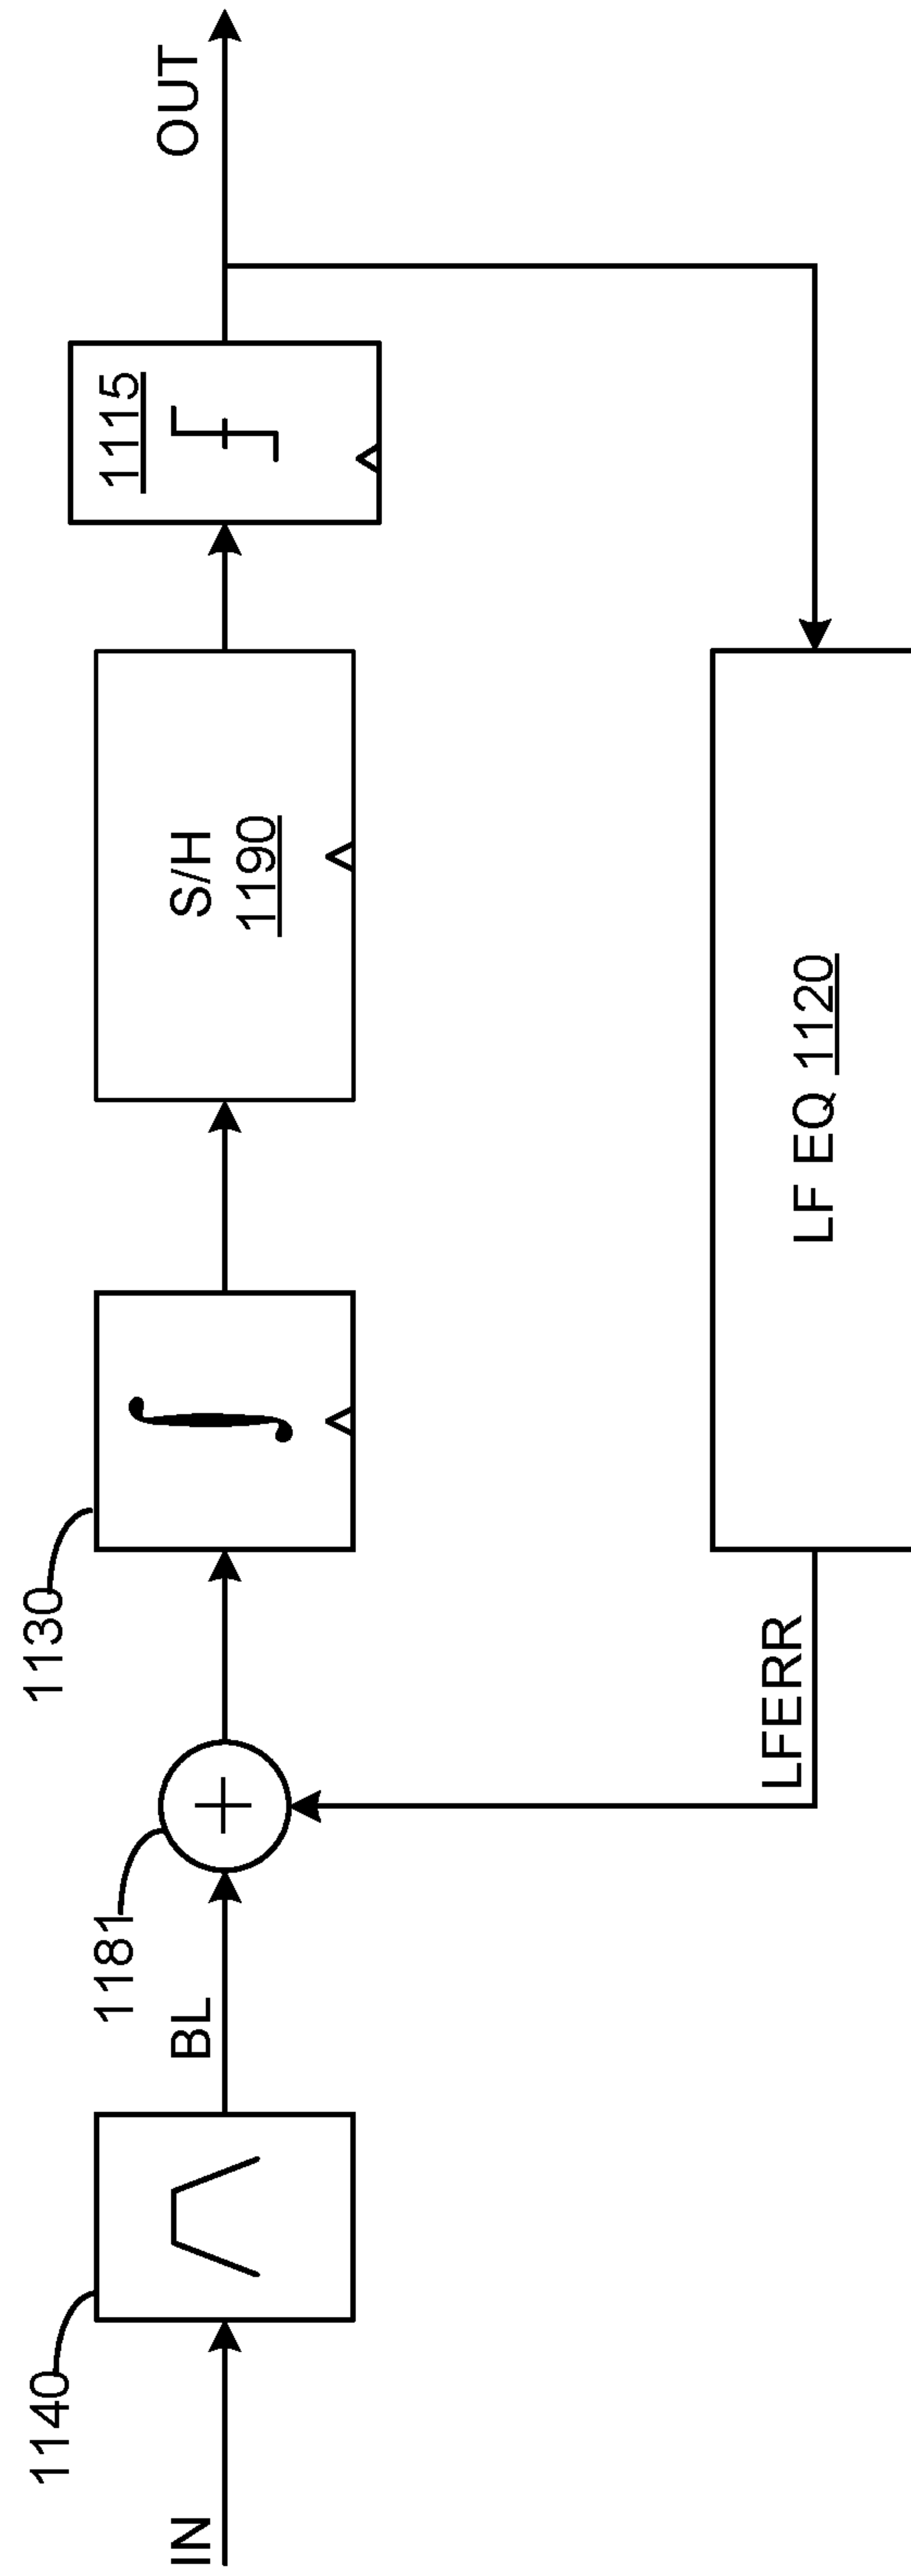 IN
1140
BL
1181
1130
S/H
1190
1115
OUT
LFERR
LF EQ 1120